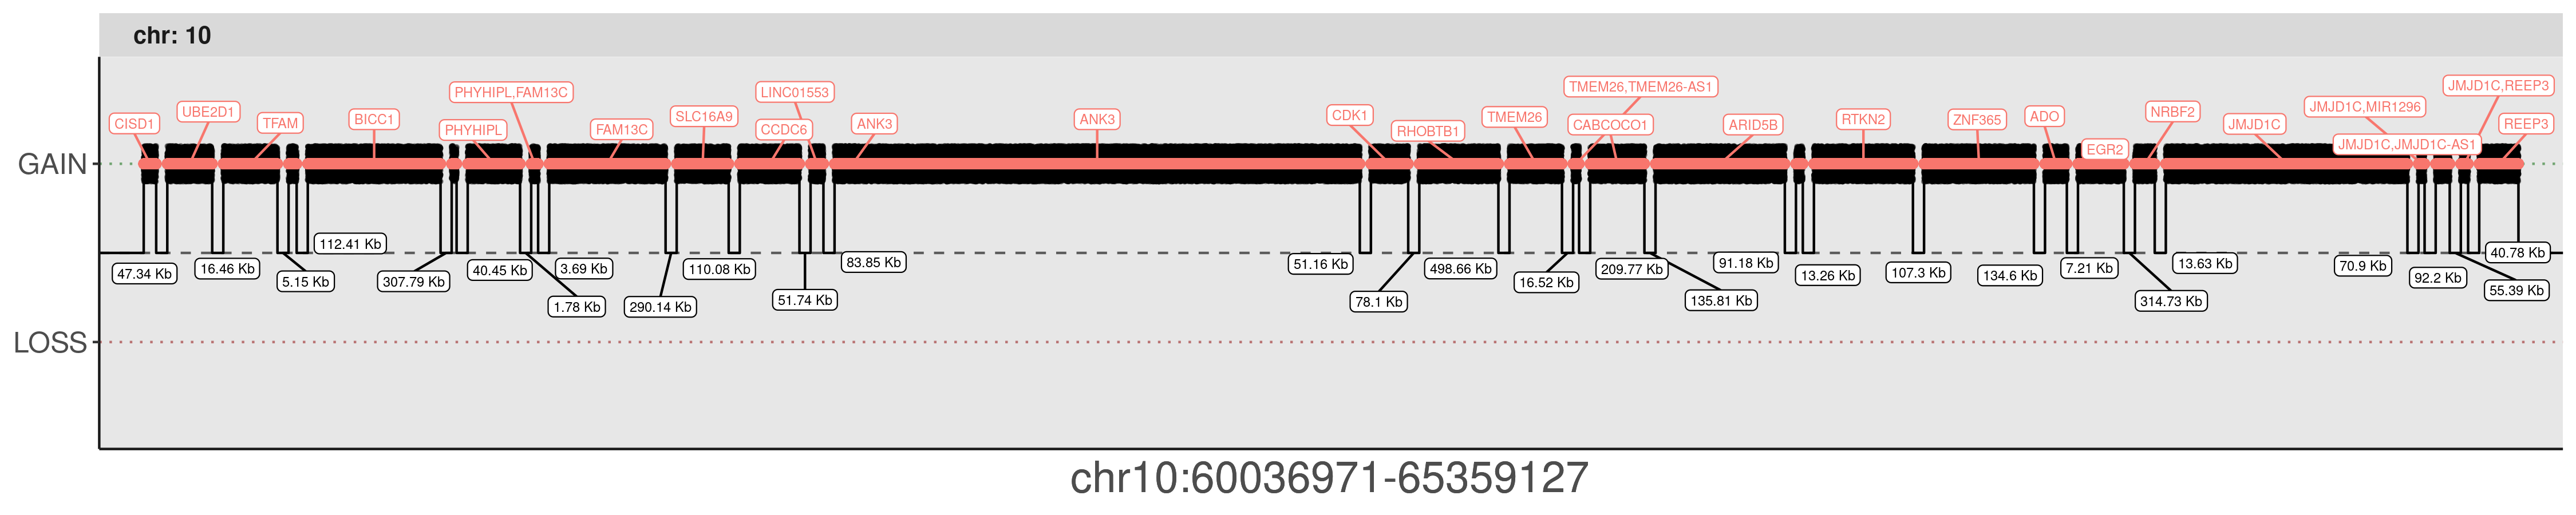 chr: 10
PHYHIPL,FAM13C
LINC01553
TMEM26,TMEM26-AS1
JMJD1C,REEP3
CISD1
UBE2D1
TFAM
BICC1
PHYHIPL
FAM13C
SLC16A9
CCDC6
ANK3
ANK3
CDK1
RHOBTB1
TMEM26
CABCOCO1
ARID5B
RTKN2
ZNF365
ADO
EGR2
NRBF2
JMJD1C
JMJD1C,MIR1296
JMJD1C,JMJD1C-AS1
REEP3
GAIN
47.34 Kb
16.46 Kb
5.15 Kb
112.41 Kb
307.79 Kb
40.45 Kb
1.78 Kb
3.69 Kb
290.14 Kb
110.08 Kb
51.74 Kb
83.85 Kb
51.16 Kb
78.1 Kb
498.66 Kb
16.52 Kb
209.77 Kb
135.81 Kb
91.18 Kb
13.26 Kb
107.3 Kb
134.6 Kb
7.21 Kb
314.73 Kb
13.63 Kb
70.9 Kb
92.2 Kb
55.39 Kb
40.78 Kb
LOSS
chr10:60036971-65359127